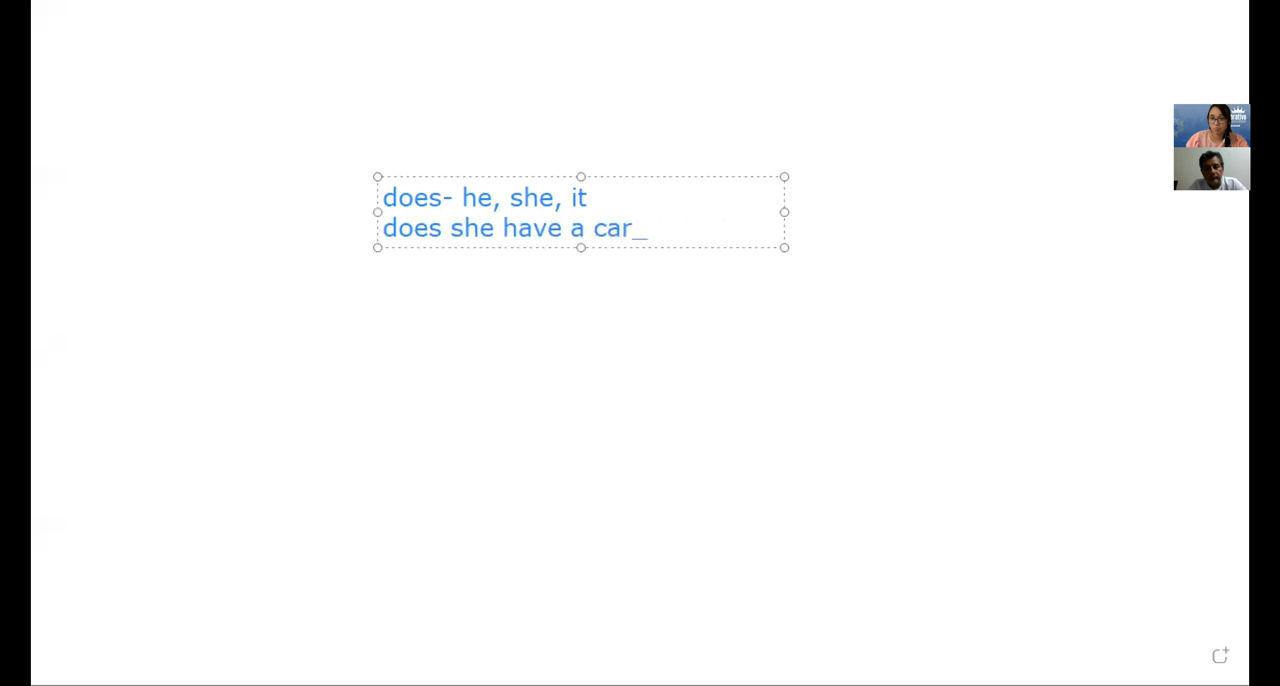 does- he, she, it
does she have a car_